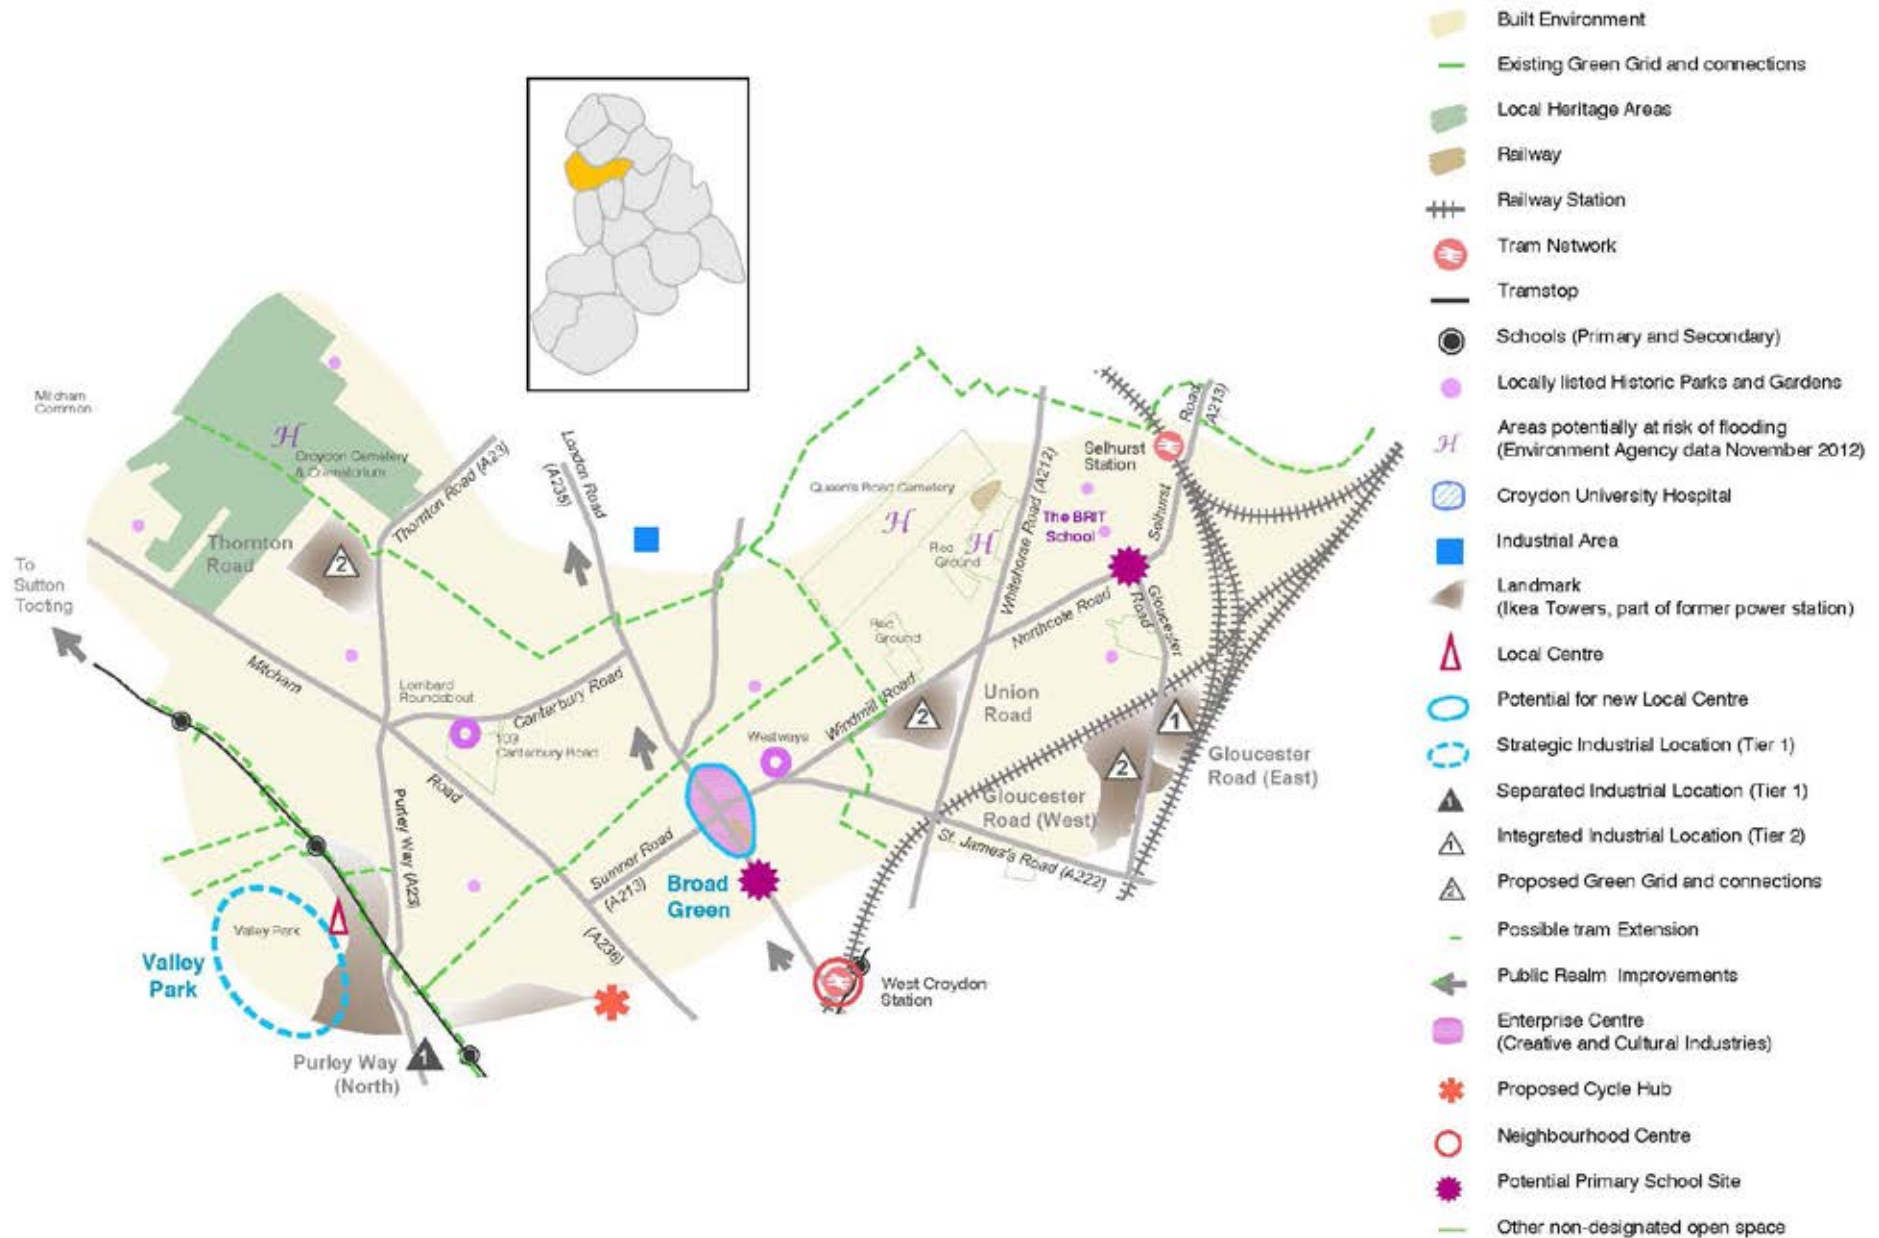 Built Environment
Existing Green Grid and connections
Local Heritage Areas
Railway
Railway Station
Tram Network
Tramstop
Schools (Primary and Secondary)
Locally listed Historic Parks and Gardens
Areas potentially at risk of flooding
(Environment Agency data November 2012)
Croydon University Hospital
Industrial Area
Landmark
(Ikea Towers, part of former power station)
Local Centre
Potential for new Local Centre
Strategic Industrial Location (Tier 1)
Separated Industrial Location (Tier 1)
Integrated Industrial Location (Tier 2)
Proposed Green Grid and connections
Possible tram Extension
Public Realm Improvements
Enterprise Centre
(Creative and Cultural Industries)
Proposed Cycle Hub
Neighbourhood Centre
Potential Primary School Site
Other non-designated open space
H
1
1
2
Mitcham
Common
H
Croydon Cemetery
& Crematorium
Thornton Road (A23)
London Road
(A235)
Thornton
Road
2
To
Sutton
Tooting
Mitcham
Road
(A236)
Lombard
Roundabout
Canterbury Road
103
Canterbury Road
Purley Way (A23)
Sumner Road
(A213)
Westways
Windmill Road
Broad
Green
Valley Park
Valley
Park
Purley Way
(North)
1
West Croydon
Station
Queen's Road Cemetery
H
Rec
Ground
H
Rec
Ground
Whitehorse Road (A212)
Selhurst
Station
The BRIT
School
Selhurst
Road
(A213)
Northcote Road
Gloucester
Road
2
Union
Road
1
2
Gloucester
Road (East)
Gloucester
Road (West)
St. James's Road (A222)